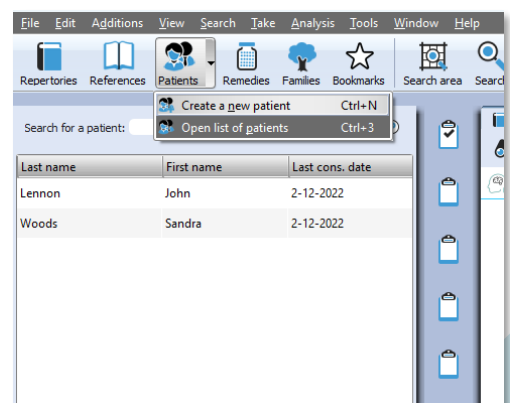 File Edit Additions View Search Take Analysis Tools Window Help
Repertories References Patients Remedies Families Bookmarks Search area
Create a new patient Ctrl+N
Search for a patient: Open list of patients Ctrl+3
Last name First name Last cons. date
Lennon John 2-12-2022
Woods Sandra 2-12-2022